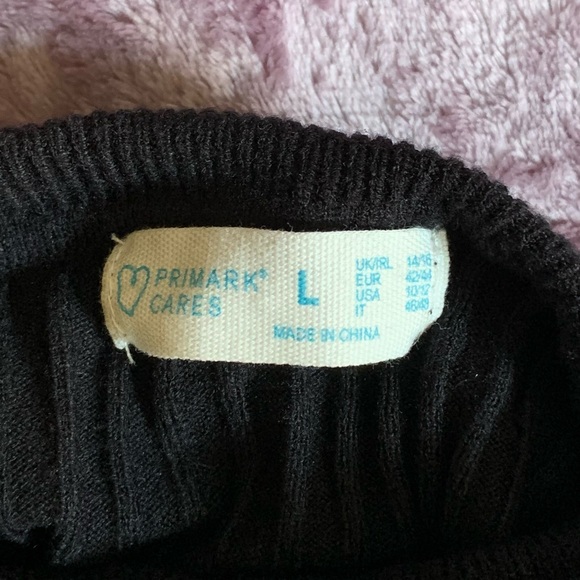 PRIMARK®
CARES
L
UK/IRL 14/16
EUR 42/44
USA 10/12
IT 46/48
MADE IN CHINA